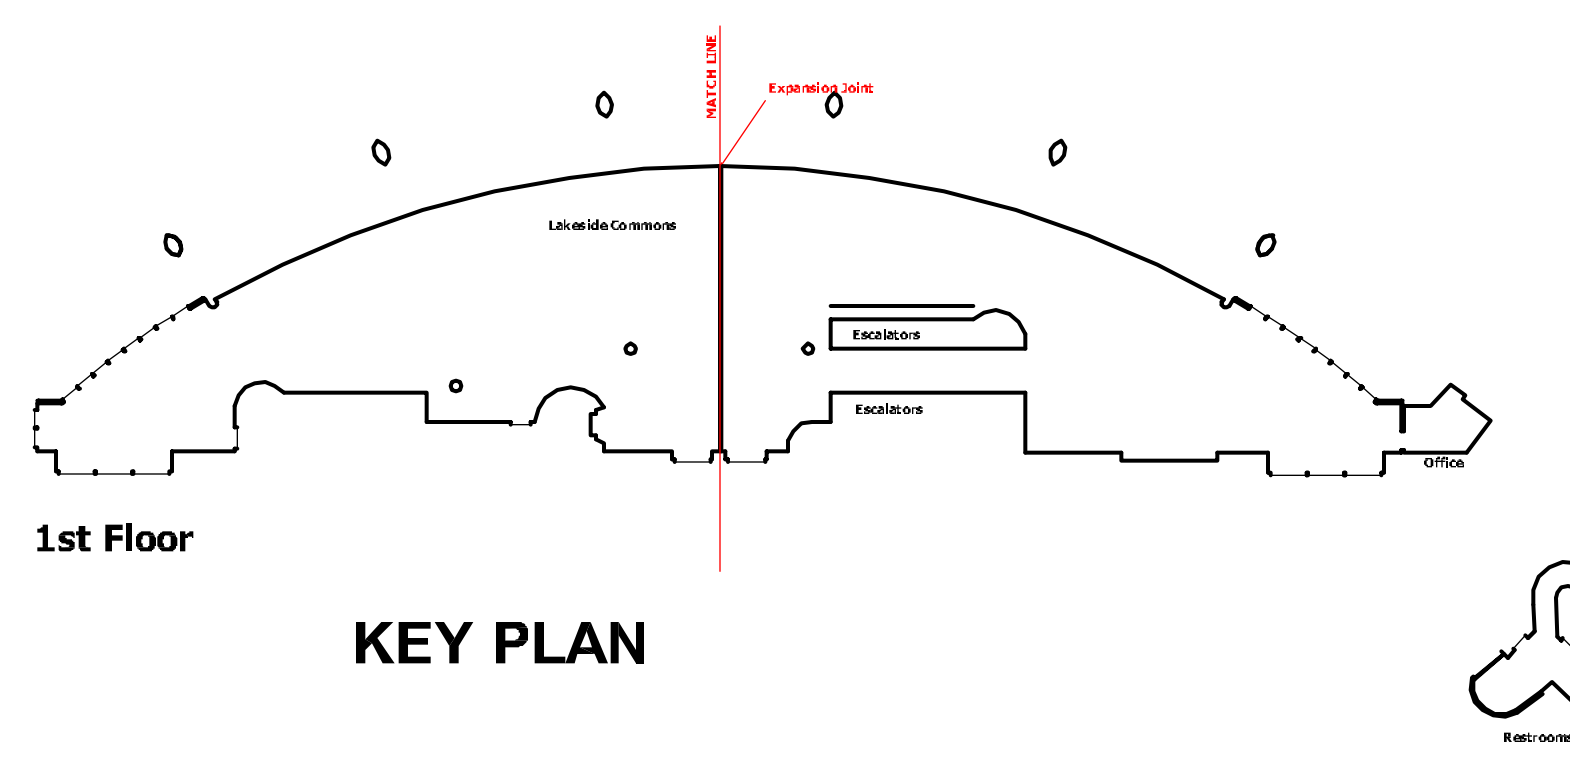 MATCH LINE
Expansion Joint
Lakeside Commons
Escalators
Escalators
Office
1st Floor
KEY PLAN
Restrooms